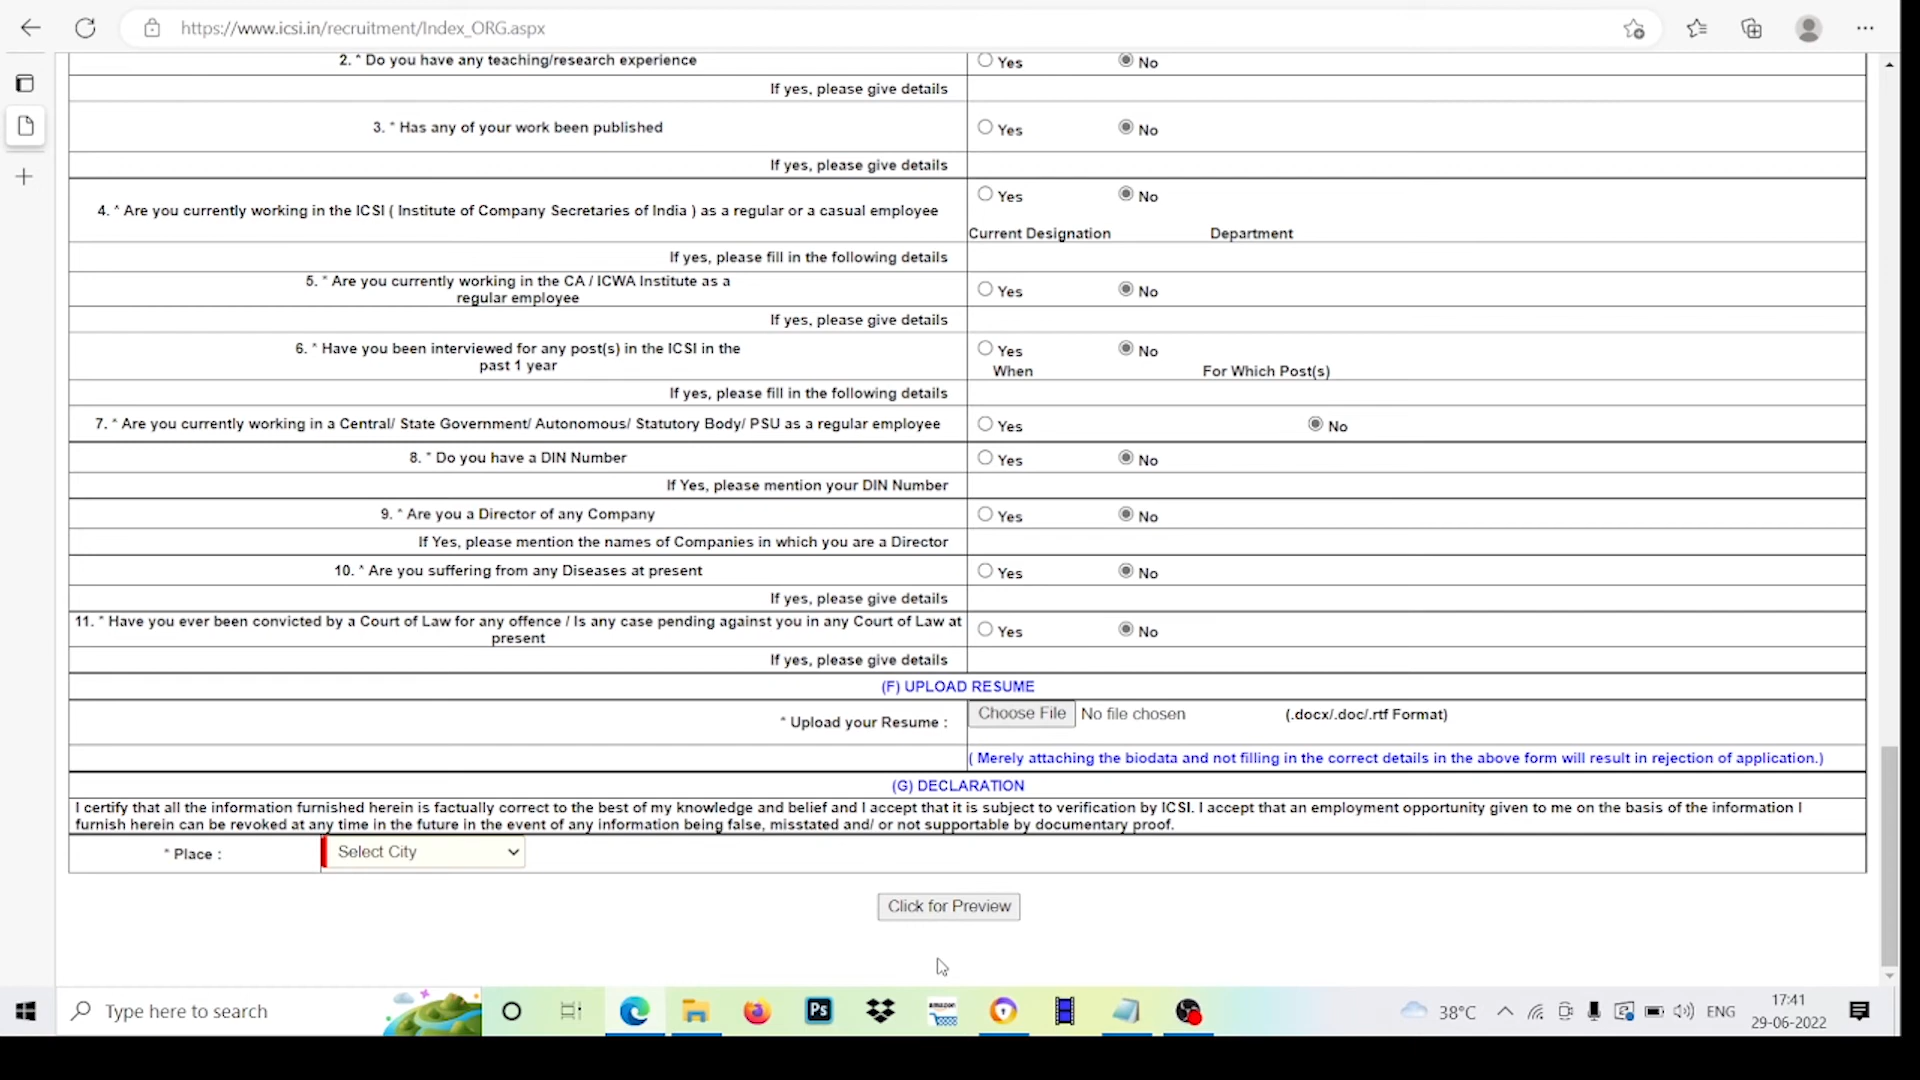 https://www.icsi.in/recruitment/Index_ORG.aspx
2. * Do you have any teaching/research experience
Yes No
If yes, please give details
3. * Has any of your work been published
Yes No
If yes, please give details
4. * Are you currently working in the ICSI ( Institute of Company Secretaries of India ) as a regular or a casual employee
Yes No
Current Designation Department
If yes, please fill in the following details
5. * Are you currently working in the CA / ICWA Institute as a
regular employee
Yes No
If yes, please give details
6. * Have you been interviewed for any post(s) in the ICSI in the
past 1 year
Yes No
When For Which Post(s)
If yes, please fill in the following details
7. * Are you currently working in a Central/ State Government/ Autonomous/ Statutory Body/ PSU as a regular employee
Yes No
8. * Do you have a DIN Number
Yes No
If Yes, please mention your DIN Number
9. * Are you a Director of any Company
Yes No
If Yes, please mention the names of Companies in which you are a Director
10. * Are you suffering from any Diseases at present
Yes No
If yes, please give details
11. * Have you ever been convicted by a Court of Law for any offence / Is any case pending against you in any Court of Law at
present
Yes No
If yes, please give details
(F) UPLOAD RESUME
* Upload your Resume : Choose File No file chosen (.docx/.doc/.rtf Format)
( Merely attaching the biodata and not filling in the correct details in the above form will result in rejection of application.)
(G) DECLARATION
I certify that all the information furnished herein is factually correct to the best of my knowledge and belief and I accept that it is subject to verification by ICSI. I accept that an employment opportunity given to me on the basis of the information I
furnish herein can be revoked at any time in the future in the event of any information being false, misstated and/ or not supportable by documentary proof.
* Place : Select City
Click for Preview
Type here to search
Ps
amazon
38°C
ENG
17:41
29-06-2022